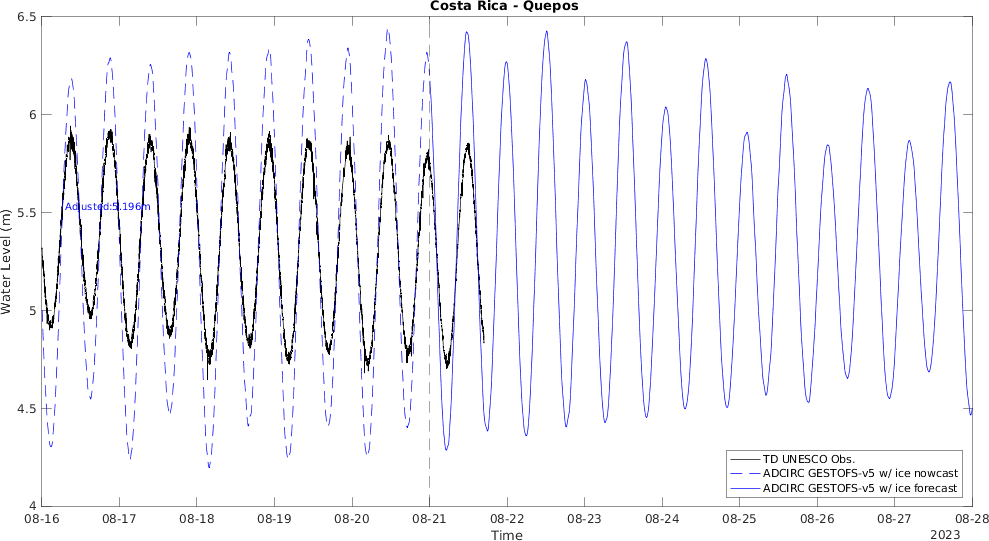 Costa Rica - Quepos
6.5
6
5.5
5
4.5
4
Water Level (m)
Adjusted:5.196m
08-16
08-17
08-18
08-19
08-20
08-21
08-22
08-23
08-24
08-25
08-26
08-27
08-28
2023
Time
TD UNESCO Obs.
ADCIRC GESTOFS-v5 w/ ice nowcast
ADCIRC GESTOFS-v5 w/ ice forecast